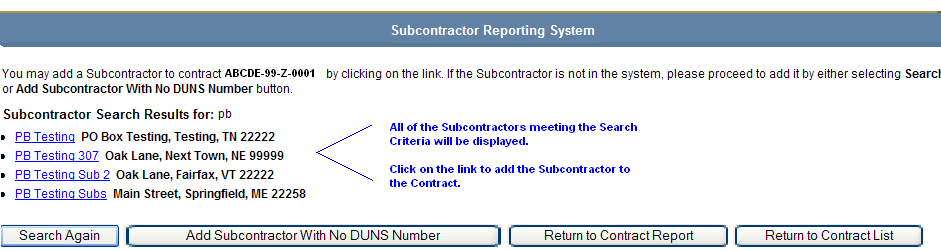 Subcontractor Reporting System
You may add a Subcontractor to contract ABCDE-99-Z-0001 by clicking on the link. If the Subcontractor is not in the system, please proceed to add it by either selecting Searc
or Add Subcontractor With No DUNS Number button.
Subcontractor Search Results for: pb
• PB Testing PO Box Testing, Testing, TN 22222
• PB Testing 307 Oak Lane, Next Town, NE 99999
• PB Testing Sub 2 Oak Lane, Fairfax, VT 22222
• PB Testing Subs Main Street, Springfield, ME 22258
All of the Subcontractors meeting the Search
Criteria will be displayed.
Click on the link to add the Subcontractor to
the Contract.
Search Again Add Subcontractor With No DUNS Number Return to Contract Report Return to Contract List